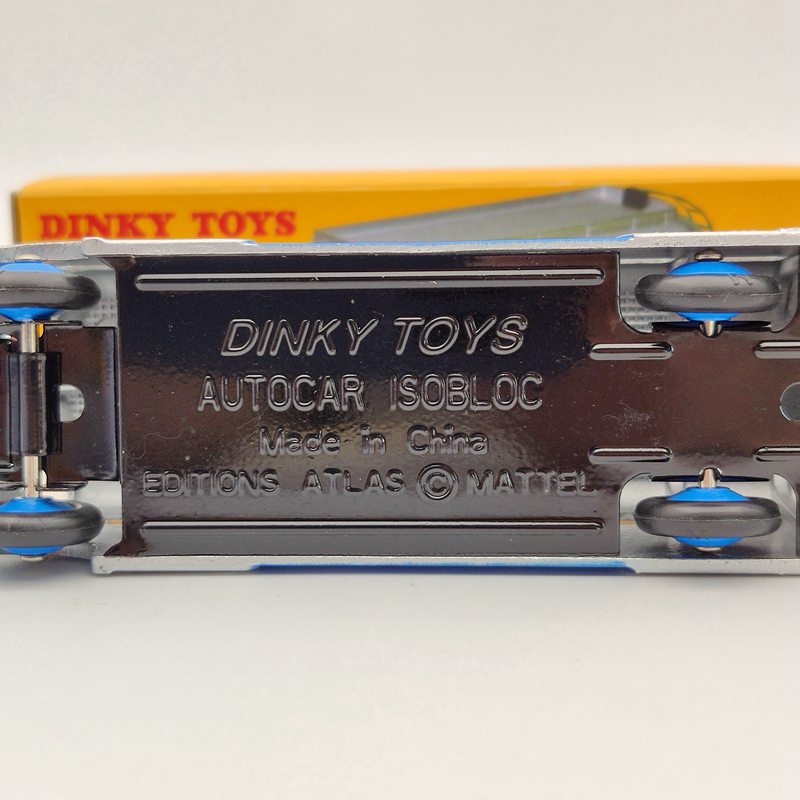 DINKY TOYS
DINKY TOYS
AUTOCAR ISOBLOC
Made in China
EDITIONS ATLAS © MATTEL